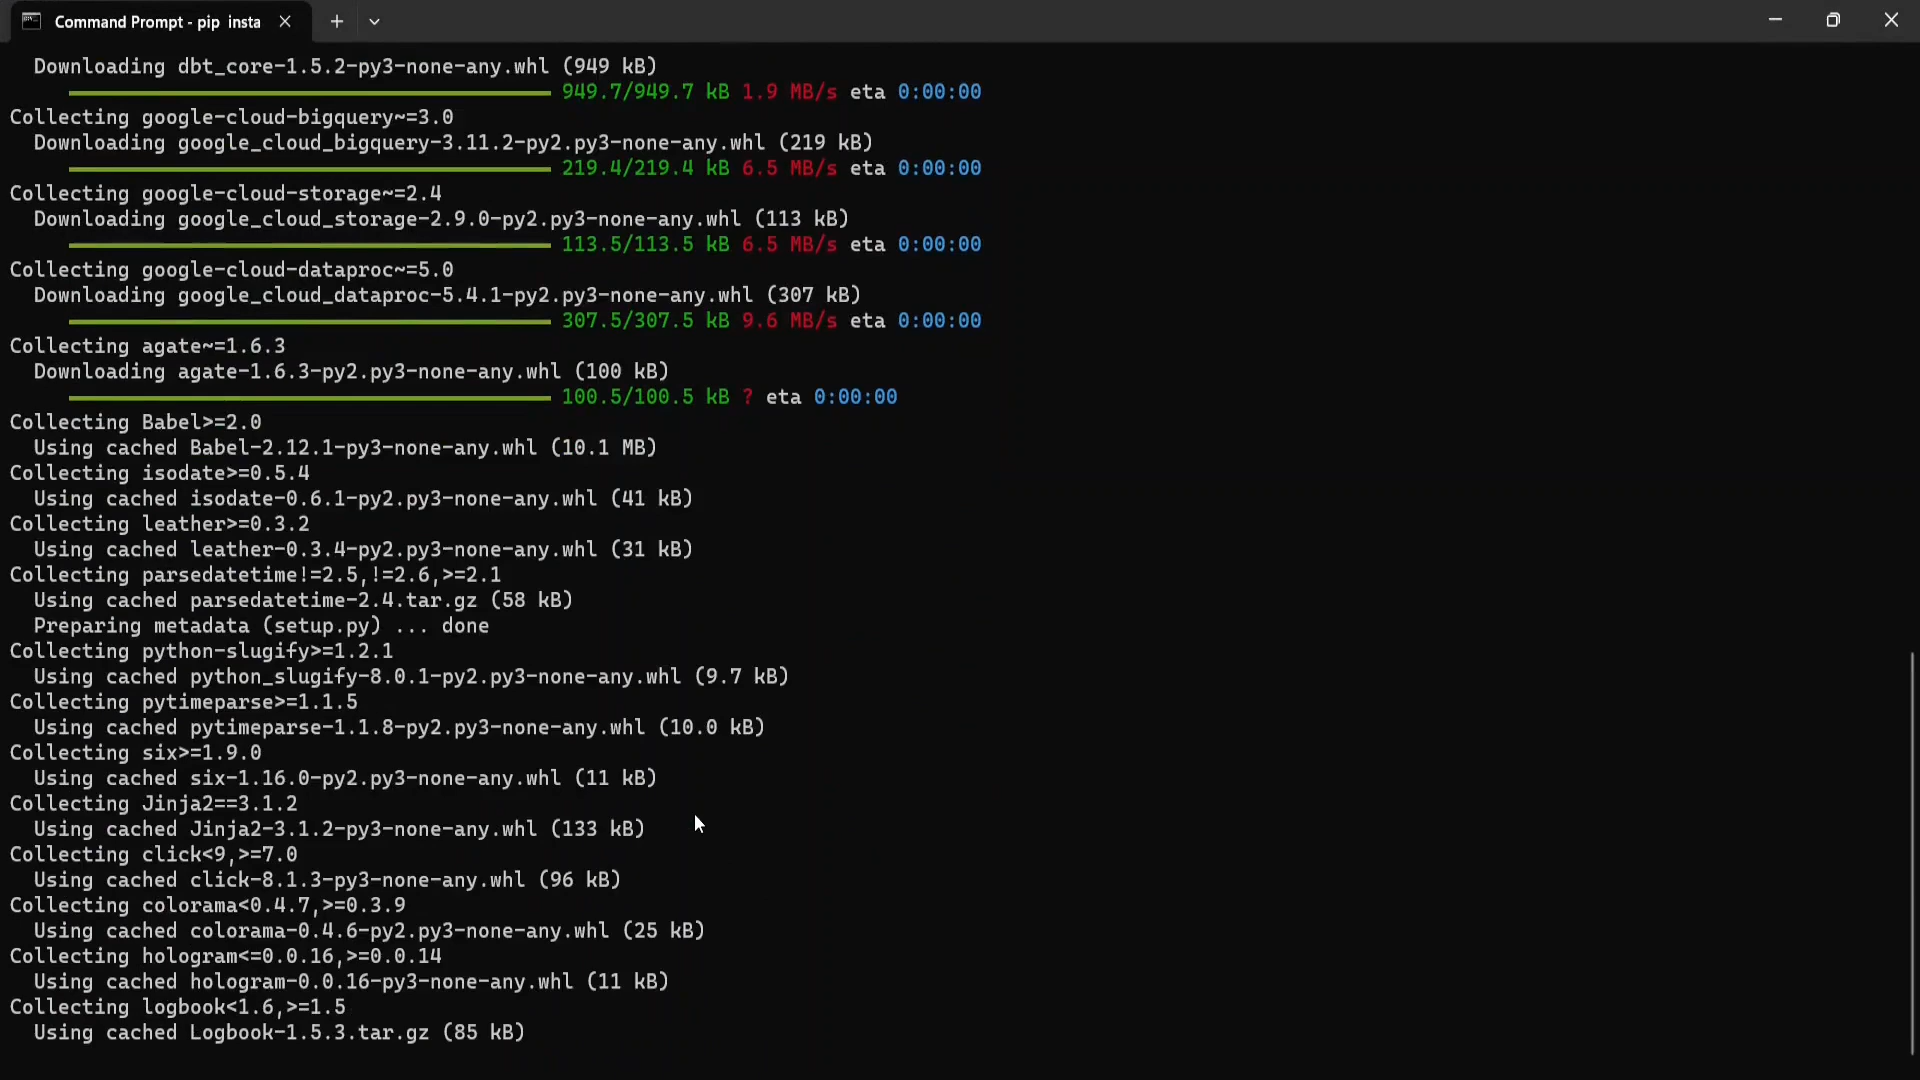 Command Prompt - pip insta
Downloading dbt_core-1.5.2-py3-none-any.whl (949 kB)
949.7/949.7 kB 1.9 MB/s eta 0:00:00
Collecting google-cloud-bigquery~=3.0
Downloading google_cloud_bigquery-3.11.2-py2.py3-none-any.whl (219 kB)
219.4/219.4 kB 6.5 MB/s eta 0:00:00
Collecting google-cloud-storage~=2.4
Downloading google_cloud_storage-2.9.0-py2.py3-none-any.whl (113 kB)
113.5/113.5 kB 6.5 MB/s eta 0:00:00
Collecting google-cloud-dataproc~=5.0
Downloading google_cloud_dataproc-5.4.1-py2.py3-none-any.whl (307 kB)
307.5/307.5 kB 9.6 MB/s eta 0:00:00
Collecting agate~=1.6.3
Downloading agate-1.6.3-py2.py3-none-any.whl (100 kB)
100.5/100.5 kB ? eta 0:00:00
Collecting Babel>=2.0
Using cached Babel-2.12.1-py3-none-any.whl (10.1 MB)
Collecting isodate>=0.5.4
Using cached isodate-0.6.1-py2.py3-none-any.whl (41 kB)
Collecting leather>=0.3.2
Using cached leather-0.3.4-py2.py3-none-any.whl (31 kB)
Collecting parsedatetime!=2.5,!=2.6,>=2.1
Using cached parsedatetime-2.4.tar.gz (58 kB)
Preparing metadata (setup.py) ... done
Collecting python-slugify>=1.2.1
Using cached python_slugify-8.0.1-py2.py3-none-any.whl (9.7 kB)
Collecting pytimeparse>=1.1.5
Using cached pytimeparse-1.1.8-py2.py3-none-any.whl (10.0 kB)
Collecting six>=1.9.0
Using cached six-1.16.0-py2.py3-none-any.whl (11 kB)
Collecting Jinja2==3.1.2
Using cached Jinja2-3.1.2-py3-none-any.whl (133 kB)
Collecting click<9,>=7.0
Using cached click-8.1.3-py3-none-any.whl (96 kB)
Collecting colorama<0.4.7,>=0.3.9
Using cached colorama-0.4.6-py2.py3-none-any.whl (25 kB)
Collecting hologram<=0.0.16,>=0.0.14
Using cached hologram-0.0.16-py3-none-any.whl (11 kB)
Collecting logbook<1.6,>=1.5
Using cached Logbook-1.5.3.tar.gz (85 kB)